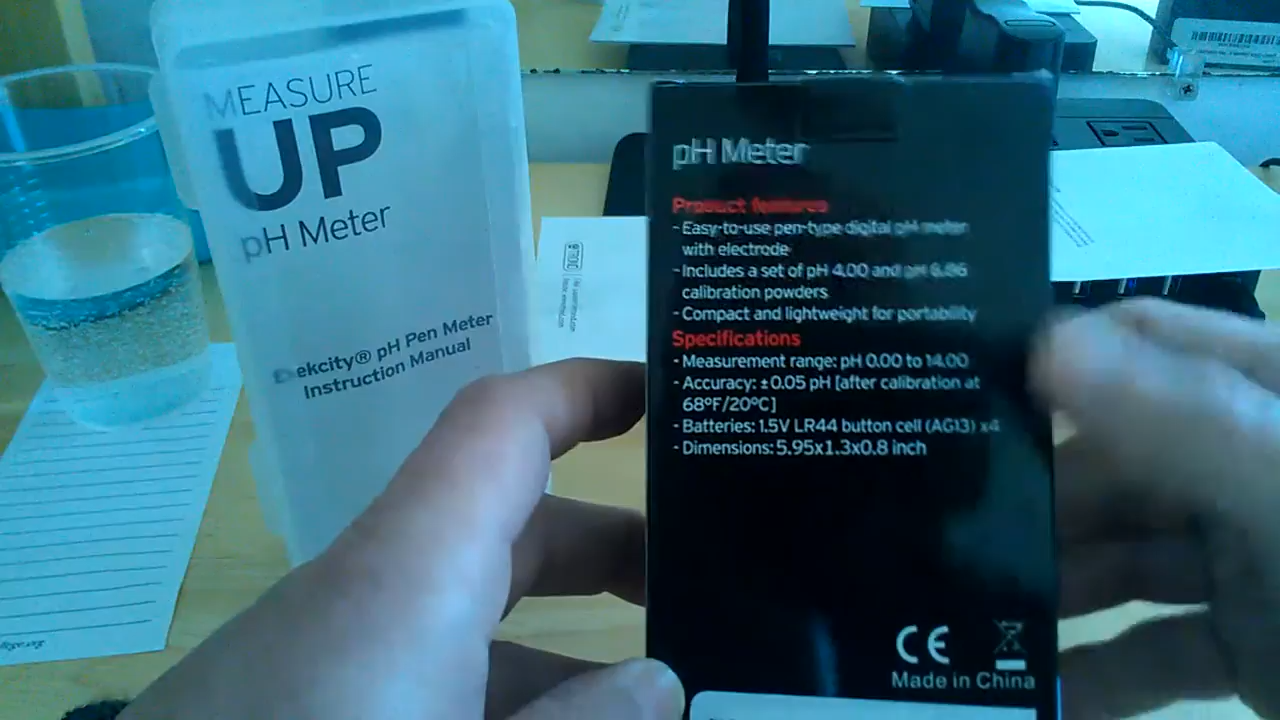 MEASURE
UP
pH Meter
ekcity® pH Pen Meter
Instruction Manual
pH Meter
Product features
- Easy-to-use pen-type digital pH meter
with electrode
- Includes a set of pH 4.00 and pH 6.86
calibration powders
- Compact and lightweight for portability
Specifications
- Measurement range: pH 0.00 to 14.00
- Accuracy: ±0.05 pH [after calibration at
68°F/20°C]
- Batteries: 1.5V LR44 button cell (AG13) x4
- Dimensions: 5.95x1.3x0.8 inch
CE
Made in China